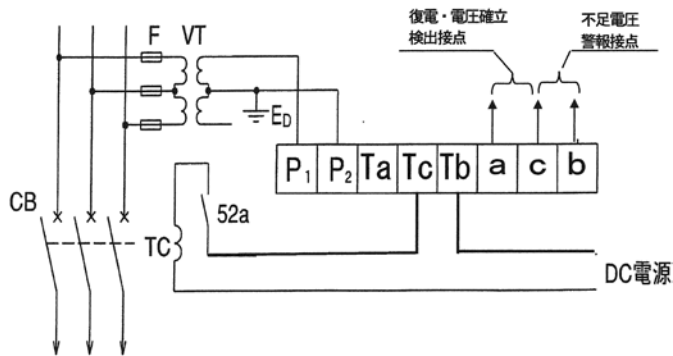 復電・電圧確立
検出接点
不足電圧
警報接点
F VT
E_D
P₁ P₂ Ta Tc Tb a c b
CB
TC
52a
DC電源